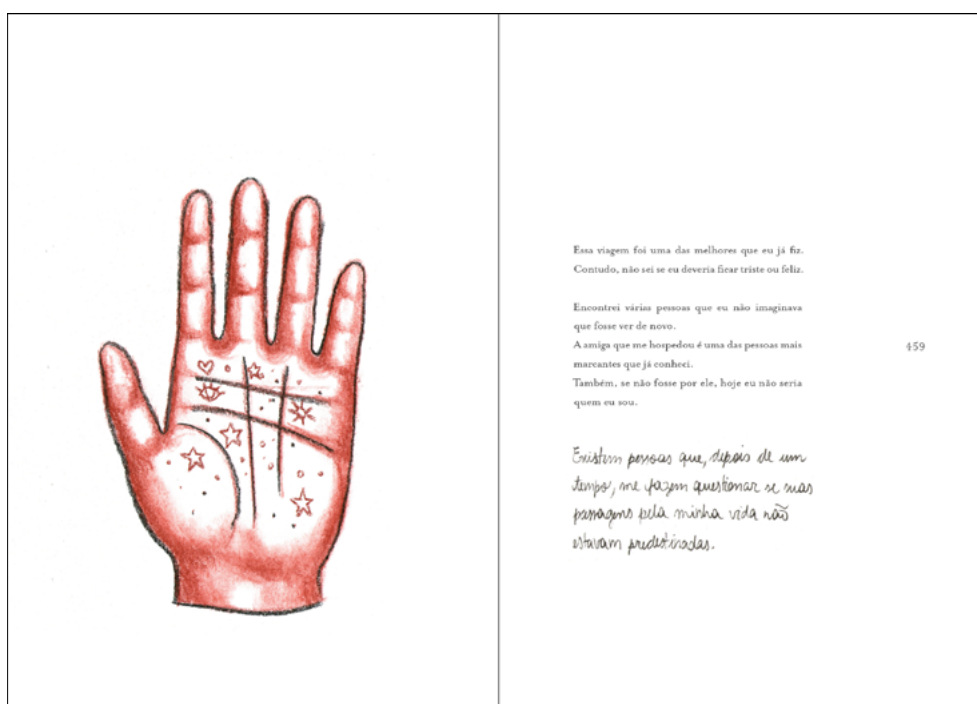 Essa viagem foi uma das melhores que eu já fiz.
Contudo, não sei se eu deveria ficar triste ou feliz.
Encontrei várias pessoas que eu não imaginava
que fosse ver de novo.
A amiga que me hospedou é uma das pessoas mais
marcantes que já conheci.
Também, se não fosse por ele, hoje eu não seria
quem eu sou.
459
Existem pessoas que, depois de um
tempo, me fazem questionar se suas
passagens pela minha vida não
estavam predestinadas.